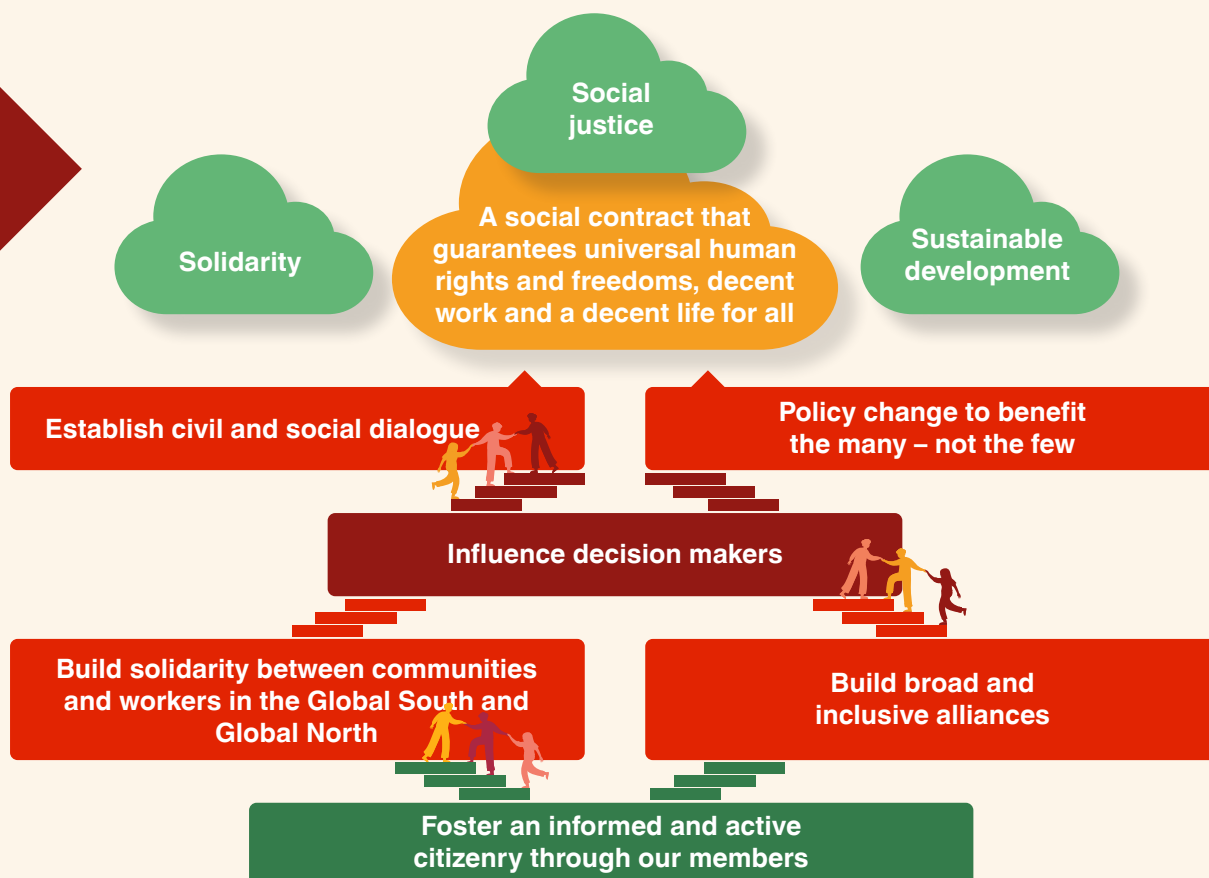 Social
justice
Solidarity
A social contract that
guarantees universal human
rights and freedoms, decent
work and a decent life for all
Sustainable
development
Establish civil and social dialogue
Policy change to benefit
the many – not the few
Influence decision makers
Build solidarity between communities
and workers in the Global South and
Global North
Build broad and
inclusive alliances
Foster an informed and active
citizenry through our members